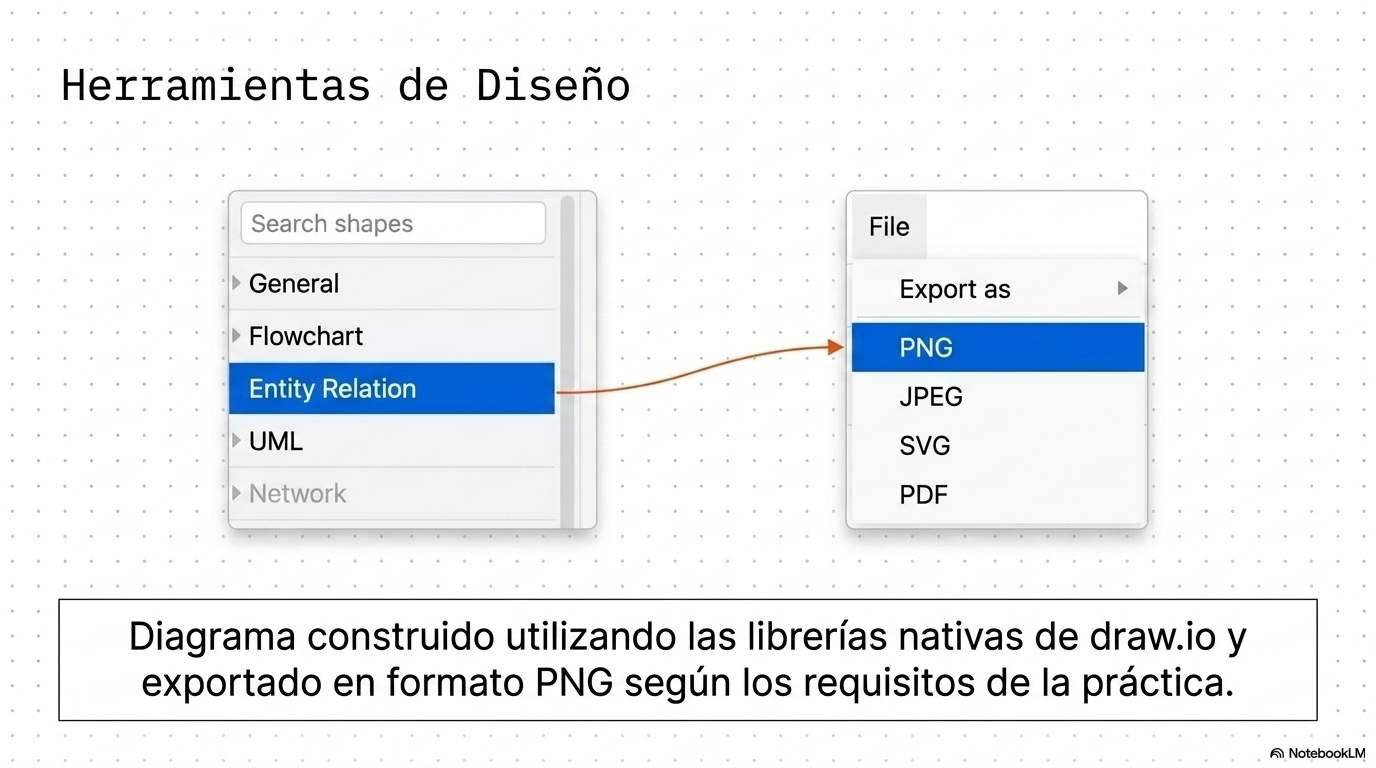 Herramientas de Diseño
Search shapes
General
Flowchart
Entity Relation
UML
Network
File
Export as
PNG
JPEG
SVG
PDF
Diagrama construido utilizando las librerías nativas de draw.io y
exportado en formato PNG según los requisitos de la práctica.
NotebookLM